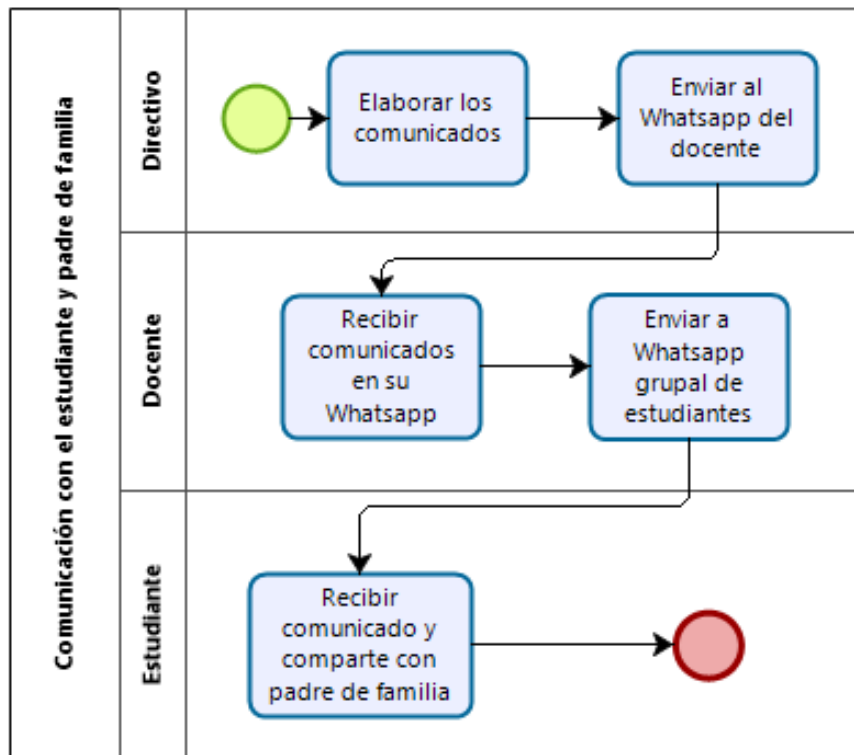 Comunicación con el estudiante y padre de familia
Directivo
Elaborar los
comunicados
Enviar al
Whatsapp del
docente
Docente
Recibir
comunicados
en su
Whatsapp
Enviar a
Whatsapp
grupal de
estudiantes
Estudiante
Recibir
comunicado y
comparte con
padre de familia